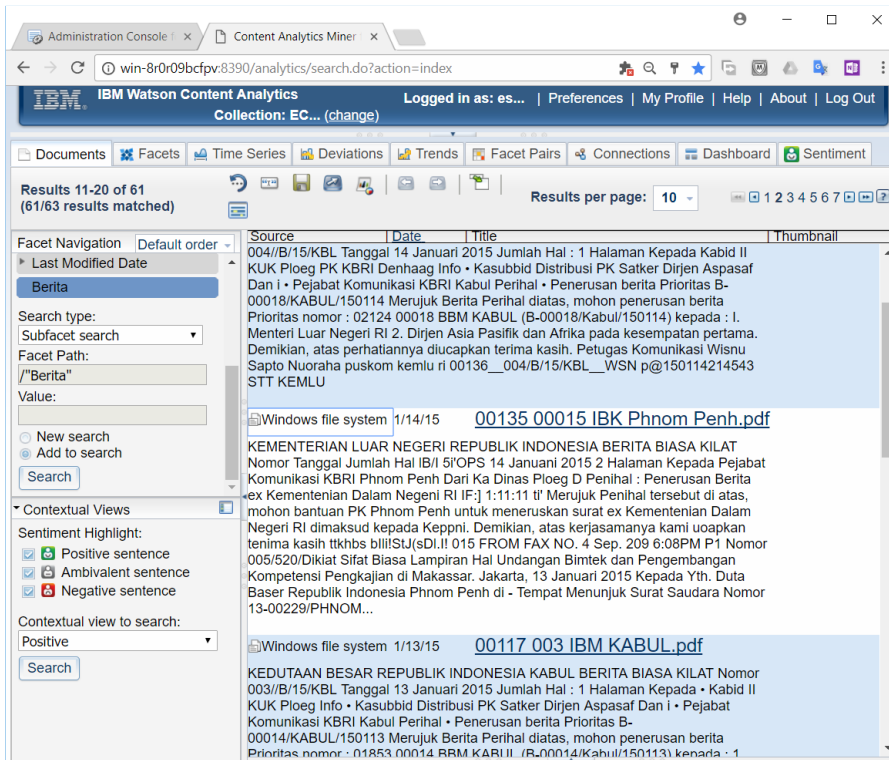 Administration Console f
Content Analytics Miner
win-8r0r09bcfpv:8390/analytics/search.do?action=index
IBM
IBM Watson Content Analytics
Collection: EC... (change)
Logged in as: es... | Preferences | My Profile | Help | About | Log Out
Documents Facets Time Series Deviations Trends Facet Pairs Connections Dashboard Sentiment
Results 11-20 of 61
(61/63 results matched)
Results per page: 10
1 2 3 4 5 6 7
Facet Navigation Default order
Last Modified Date
Berita
Search type:
Subfacet search
Facet Path:
/"Berita"
Value:
New search
Add to search
Search
Contextual Views
Sentiment Highlight:
Positive sentence
Ambivalent sentence
Negative sentence
Contextual view to search:
Positive
Search
Source Date Title Thumbnail
004//B/15/KBL Tanggal 14 Januari 2015 Jumlah Hal : 1 Halaman Kepada Kabid II
KUK Ploeg PK KBRI Denhaag Info • Kasubbid Distribusi PK Satker Dirjen Aspasaf
Dan i • Pejabat Komunikasi KBRI Kabul Perihal • Penerusan berita Prioritas B-
00018/KABUL/150114 Merujuk Berita Perihal diatas, mohon penerusan berita
Prioritas nomor : 02124 00018 BBM KABUL (B-00018/Kabul/150114) kepada : I.
Menteri Luar Negeri RI 2. Dirjen Asia Pasifik dan Afrika pada kesempatan pertama.
Demikian, atas perhatiannya diucapkan terima kasih. Petugas Komunikasi Wisnu
Sapto Nuoraha puskom kemlu ri 00136__004/B/15/KBL__WSN p@150114214543
STT KEMLU
Windows file system 1/14/15 00135 00015 IBK Phnom Penh.pdf
KEMENTERIAN LUAR NEGERI REPUBLIK INDONESIA BERITA BIASA KILAT
Nomor Tanggal Jumlah Hal IB/I 5i'OPS 14 Januani 2015 2 Halaman Kepada Pejabat
Komunikasi KBRI Phnom Penh Dari Ka Dinas Ploeg D Penihal : Penerusan Berita
ex Kementenian Dalam Negeni RI IF:] 1:11:11 ti' Merujuk Penihal tersebut di atas,
mohon bantuan PK Phnom Penh untuk meneruskan surat ex Kementenian Dalam
Negeri RI dimaksud kepada Keppni. Demikian, atas kerjasamanya kami uoapkan
tenima kasih ttkhbs blIi!StJ(sDl.I! 015 FROM FAX NO. 4 Sep. 209 6:08PM P1 Nomor
005/520/Dikiat Sifat Biasa Lampiran Hal Undangan Bimtek dan Pengembangan
Kompetensi Pengkajian di Makassar. Jakarta, 13 Januari 2015 Kepada Yth. Duta
Baser Republik Indonesia Phnom Penh di - Tempat Menunjuk Surat Saudara Nomor
13-00229/PHNOM...
Windows file system 1/13/15 00117 003 IBM KABUL.pdf
KEDUTAAN BESAR REPUBLIK INDONESIA KABUL BERITA BIASA KILAT Nomor
003//B/15/KBL Tanggal 13 Januari 2015 Jumlah Hal : 1 Halaman Kepada • Kabid II
KUK Ploeg Info • Kasubbid Distribusi PK Satker Dirjen Aspasaf Dan i • Pejabat
Komunikasi KBRI Kabul Perihal • Penerusan berita Prioritas B-
00014/KABUL/150113 Merujuk Berita Perihal diatas, mohon penerusan berita
Prioritas nomor : 01853 00014 BBM KABUL (B-00014/Kabul/150113) kepada : 1